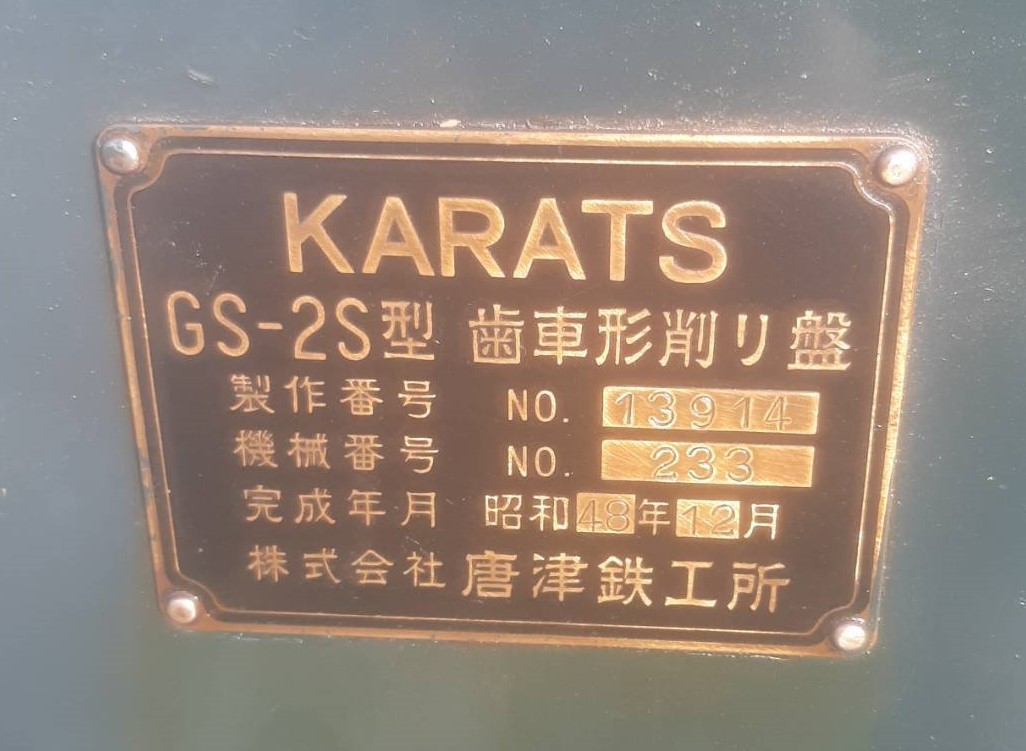 KARATS
GS-2S型 歯車形削リ盤
製作番号 NO. 13914
機械番号 NO. 233
完成年月 昭和48年12月
株式会社 唐津鉄工所